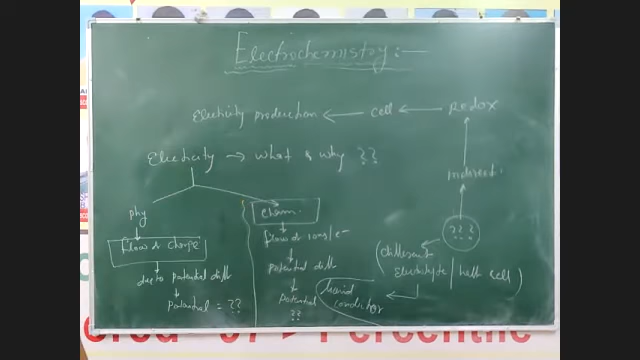 Electrochemistry:—
Electricity production ← cell ← Redox
Electricity → what & why ??
Indirect:
phy
Chem.
???
Flow of charge
Flow of ions/e-
(different
Electrolyte / half cell)
due to potential diff
potential diff
liquid
conductor
potential = ??
potential
??